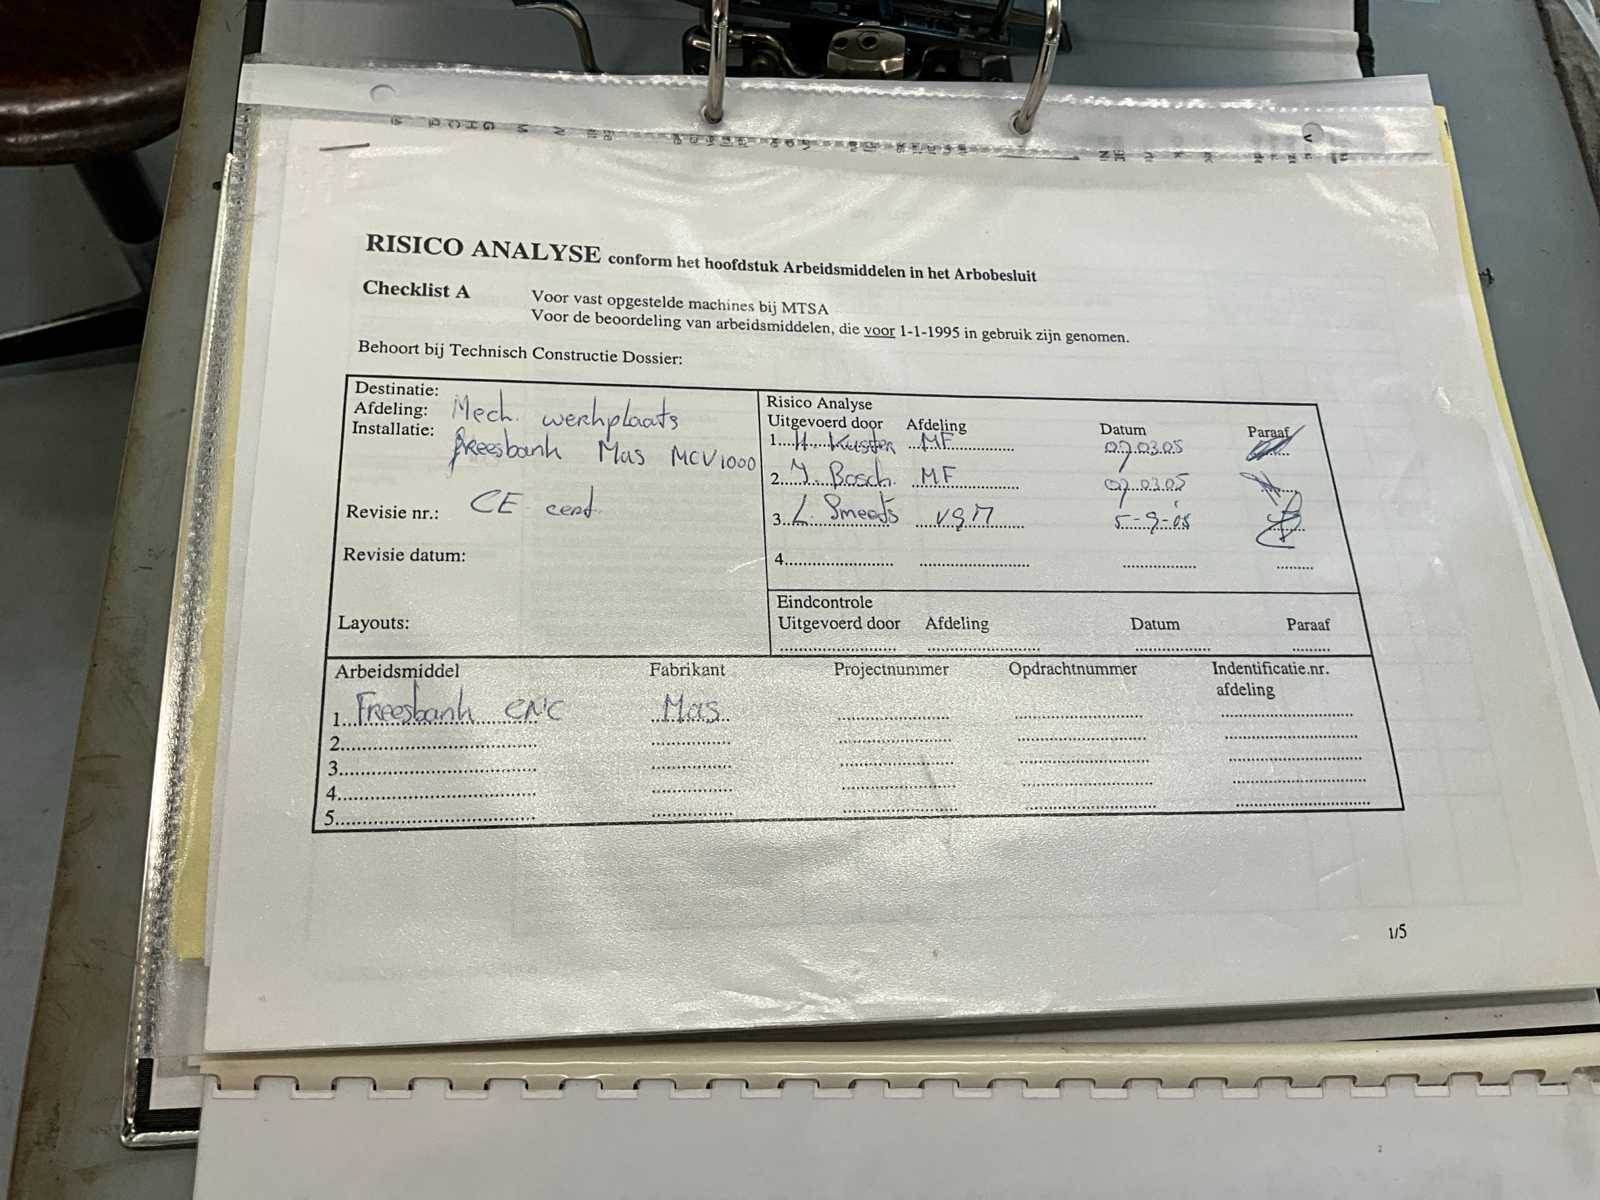 RISICO ANALYSE conform het hoofdstuk Arbeidsmiddelen in het Arbobesluit
Checklist A
Voor vast opgestelde machines bij MTSA
Voor de beoordeling van arbeidsmiddelen, die voor 1-1-1995 in gebruik zijn genomen.
Behoort bij Technisch Constructie Dossier:
Destinatie:
Afdeling: Mech. werkplaats
Installatie: freesbank Mas MCV1000
Revisie nr.: CE cert.
Revisie datum:
Layouts:
Risico Analyse
Uitgevoerd door Afdeling Datum Paraaf
1. H. Kuster MF 07.03.05
2. J. Bosch. MF 07.03.05
3. L. Smeets VGM 5-9-05
4.
Eindcontrole
Uitgevoerd door Afdeling Datum Paraaf
Arbeidsmiddel Fabrikant Projectnummer Opdrachtnummer Indentificatie.nr.
afdeling
1. Freesbank CNC Mas
2.
3.
4.
5.
1/5